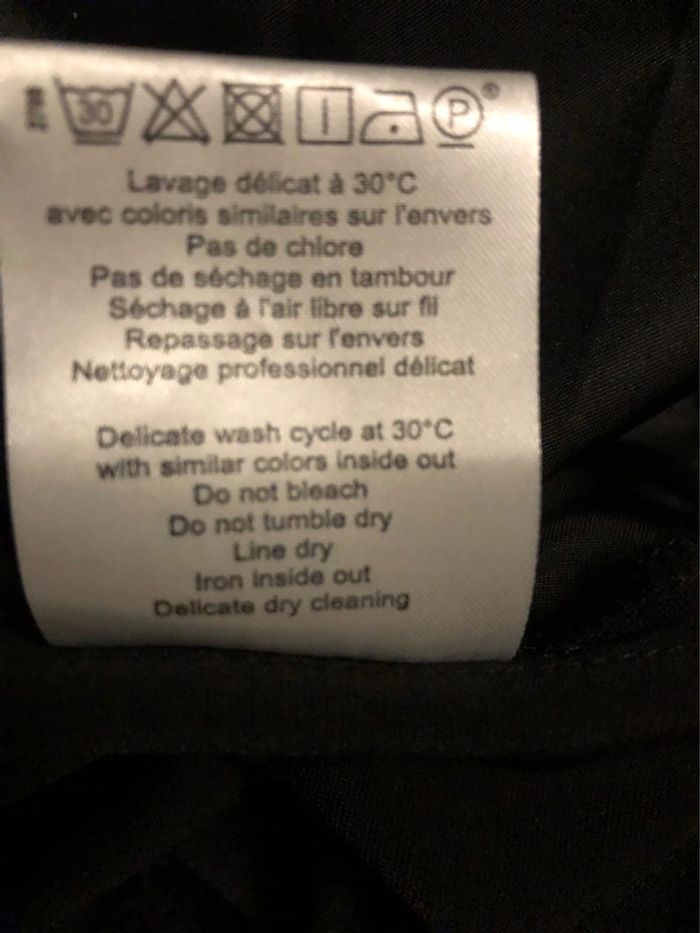 30
P
®
Lavage délicat à 30°C
avec coloris similaires sur l'envers
Pas de chlore
Pas de séchage en tambour
Séchage à l'air libre sur fil
Repassage sur l'envers
Nettoyage professionnel délicat
Delicate wash cycle at 30°C
with similar colors inside out
Do not bleach
Do not tumble dry
Line dry
Iron inside out
Delicate dry cleaning